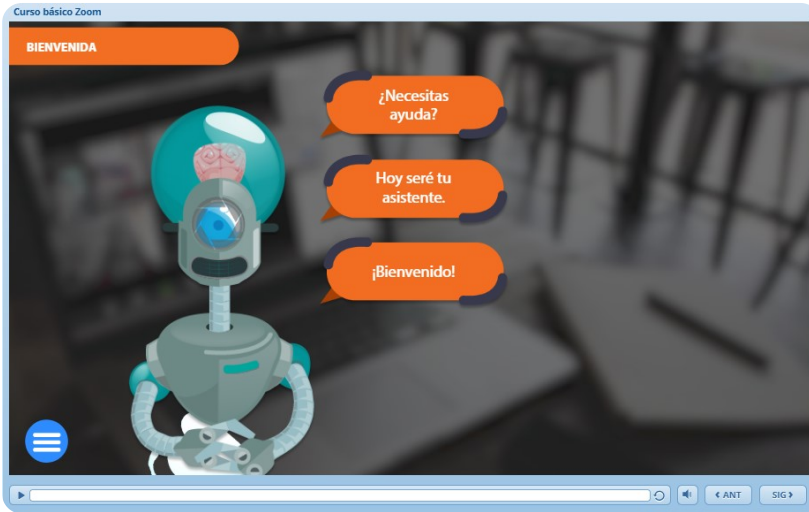 Curso básico Zoom
BIENVENIDA
¿Necesitas
ayuda?
Hoy seré tu
asistente.
¡Bienvenido!
ANT
SIG